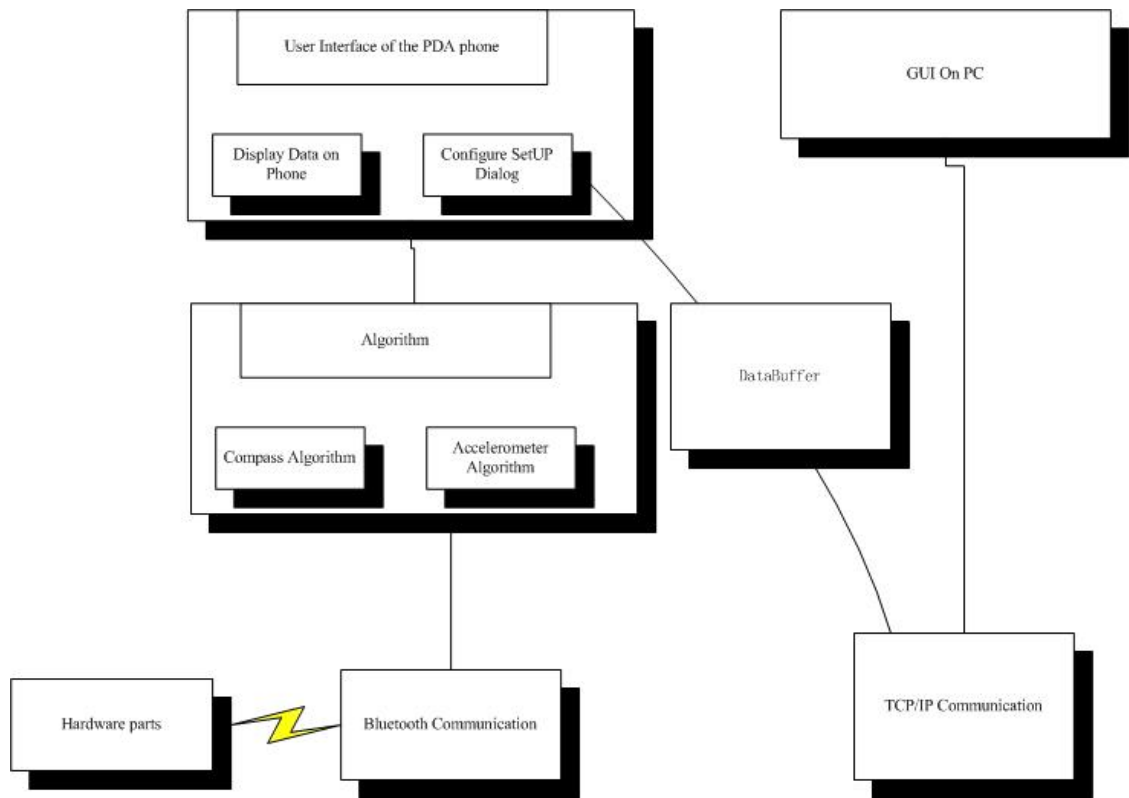 User Interface of the PDA phone
GUI On PC
Display Data on
Phone
Configure SetUP
Dialog
Algorithm
DataBuffer
Compass Algorithm
Accelerometer
Algorithm
Hardware parts
Bluetooth Communication
TCP/IP Communication